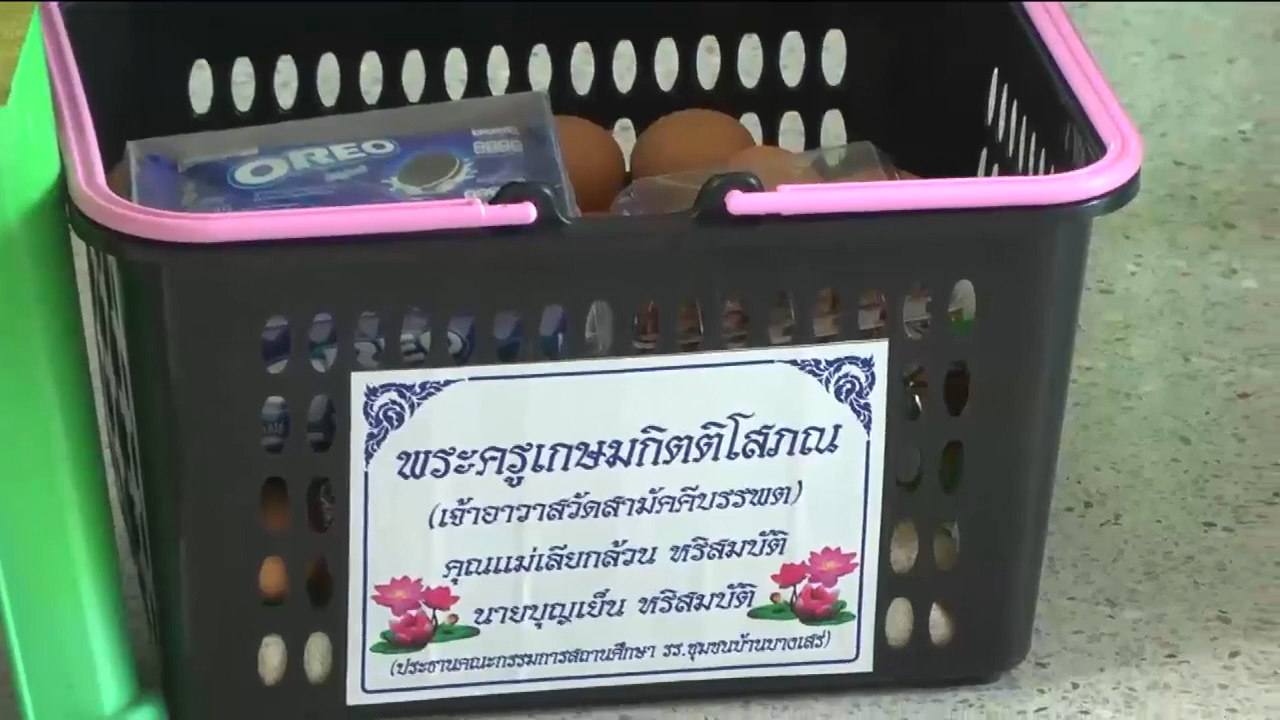 OREO
พระครูเกษมกิตติโสภณ
(เจ้าอาวาสวัดสามัคคีบรรพต)
คุณแม่เลียกล้วน หริสมบัติ
นายบุญเย็น หริสมบัติ
(ประธานคณะกรรมการสถานศึกษา รร.ชุมชนบ้านบางเสร่)